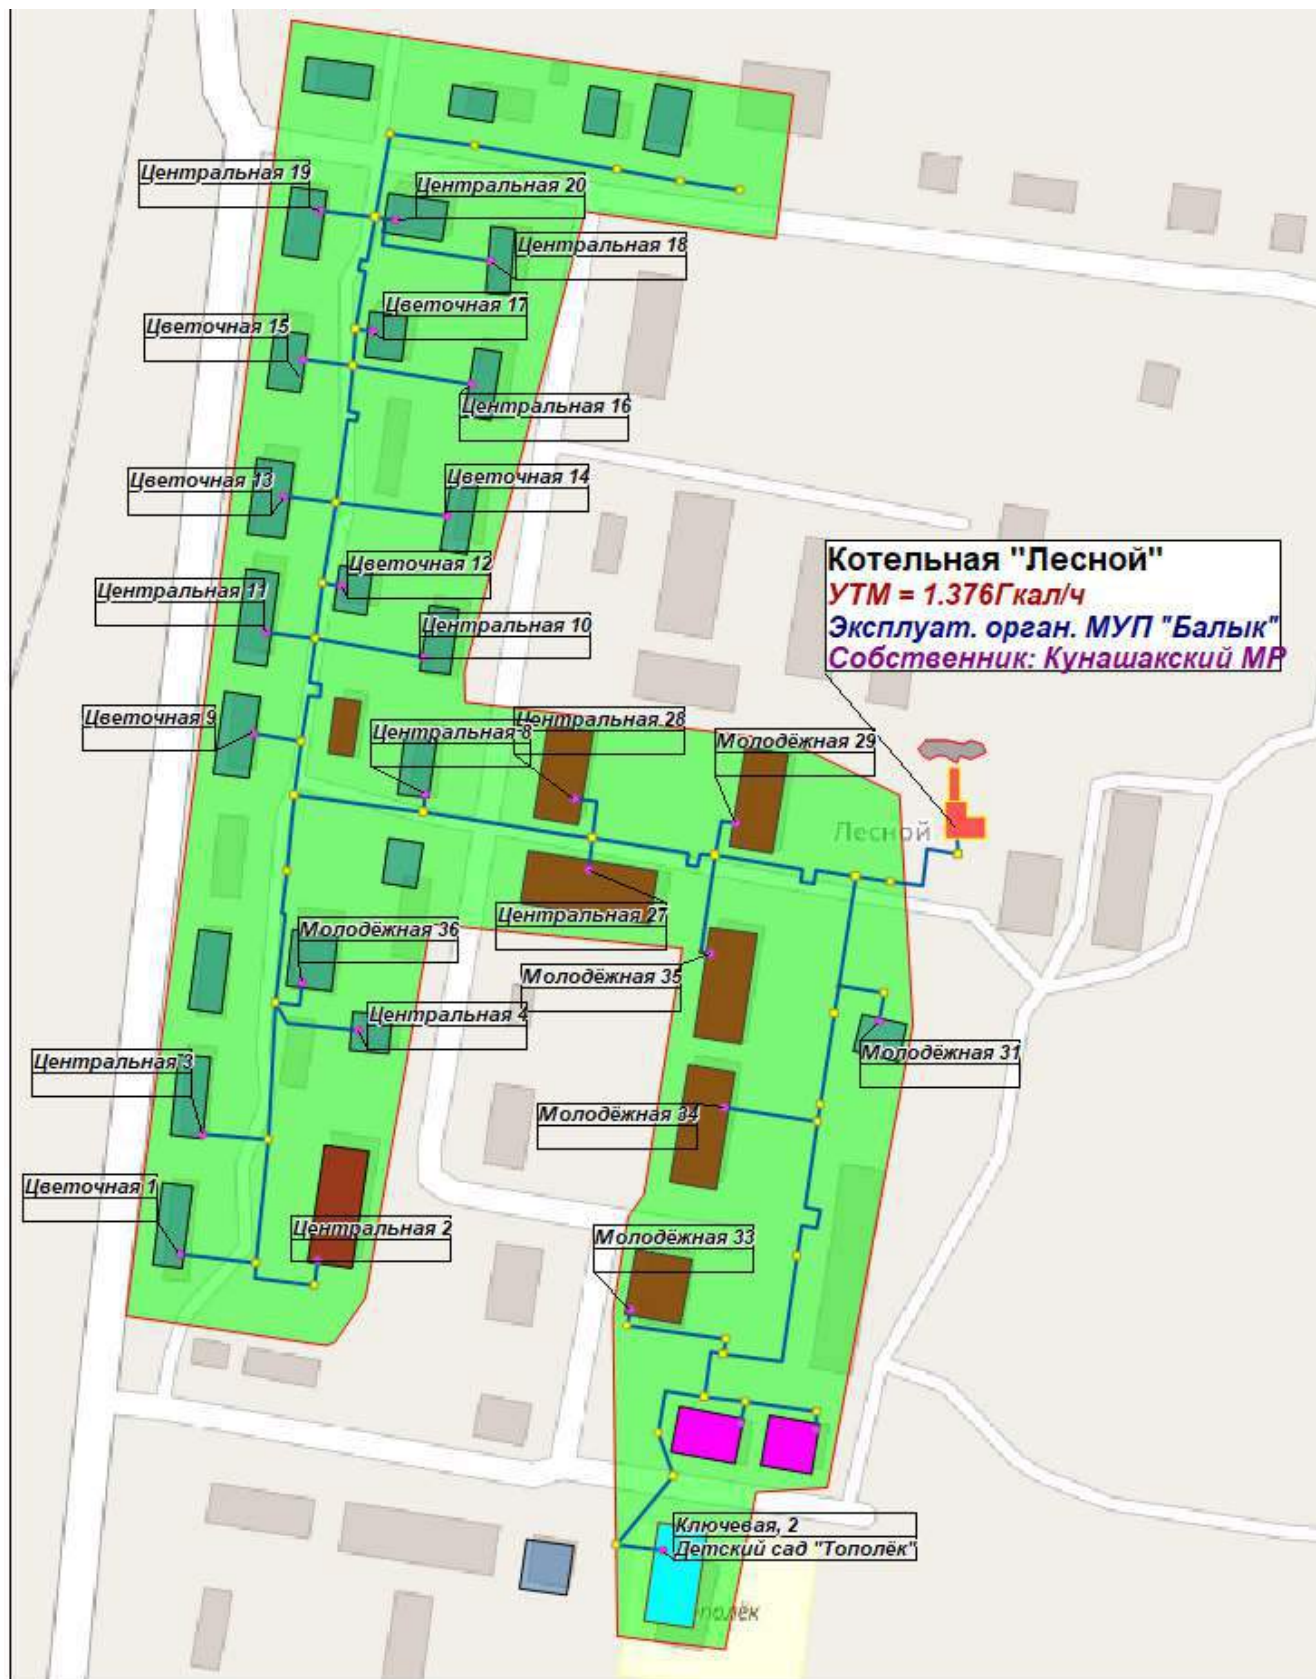 Центральная 19
Центральная 20
Центральная 18
Цветочная 17
Цветочная 15
Центральная 16
Цветочная 14
Цветочная 13
Котельная "Лесной"
УТМ = 1.376Гкал/ч
Эксплуат. орган. МУП "Балык"
Собственник: Кунашакский МР
Цветочная 12
Центральная 11
Центральная 10
Цветочная 9
Центральная 28
Центральная 8
Молодёжная 29
Лесной
Центральная 27
Молодёжная 36
Молодёжная 35
Центральная 4
Молодёжная 31
Центральная 3
Молодёжная 34
Цветочная 1
Центральная 2
Молодёжная 33
Ключевая, 2
Детский сад "Тополёк"